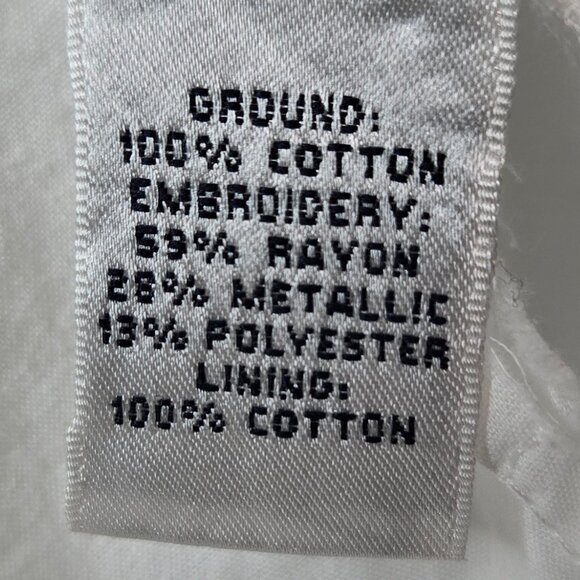 GROUND:
100% COTTON
EMBROIDERY:
59% RAYON
28% METALLIC
13% POLYESTER
LINING:
100% COTTON